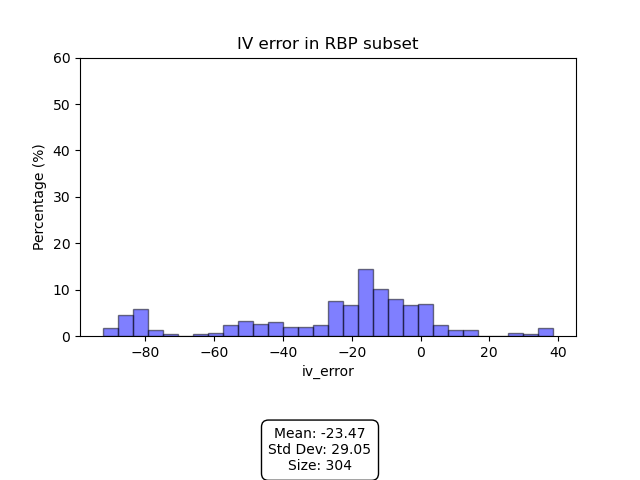 IV error in RBP subset
60
50
40
30
20
10
0
Percentage (%)
−80 −60 −40 −20 0 20 40
iv_error
Mean: -23.47
Std Dev: 29.05
Size: 304